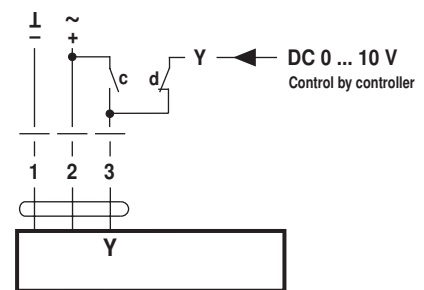 ⊥ ~
− +
c d Y DC 0 ... 10 V
Control by controller
1 2 3
Y